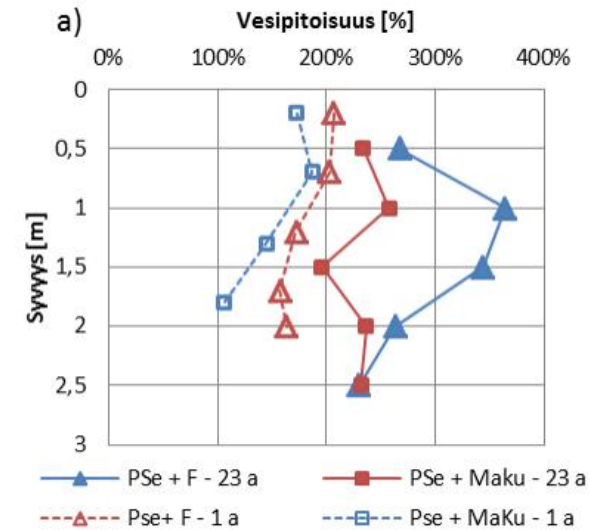 a)
Vesipitoisuus [%]
0% 100% 200% 300% 400%
0
0,5
1
1,5
2
2,5
3
Syvyys [m]
PSe + F - 23 a PSe + Maku - 23 a
Pse+ F - 1 a Pse + MaKu - 1 a